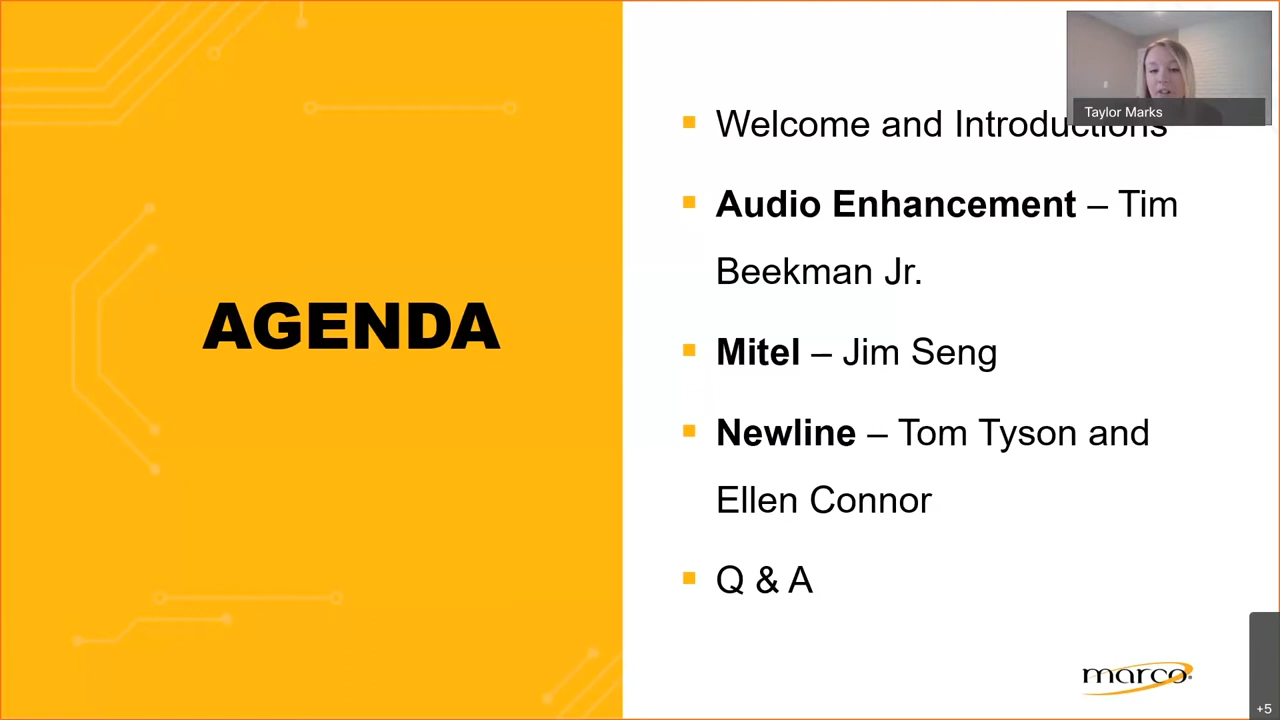 Taylor Marks
Welcome and Introductions
Audio Enhancement – Tim
Beekman Jr.
AGENDA
Mitel – Jim Seng
Newline – Tom Tyson and
Ellen Connor
Q & A
marco
+5